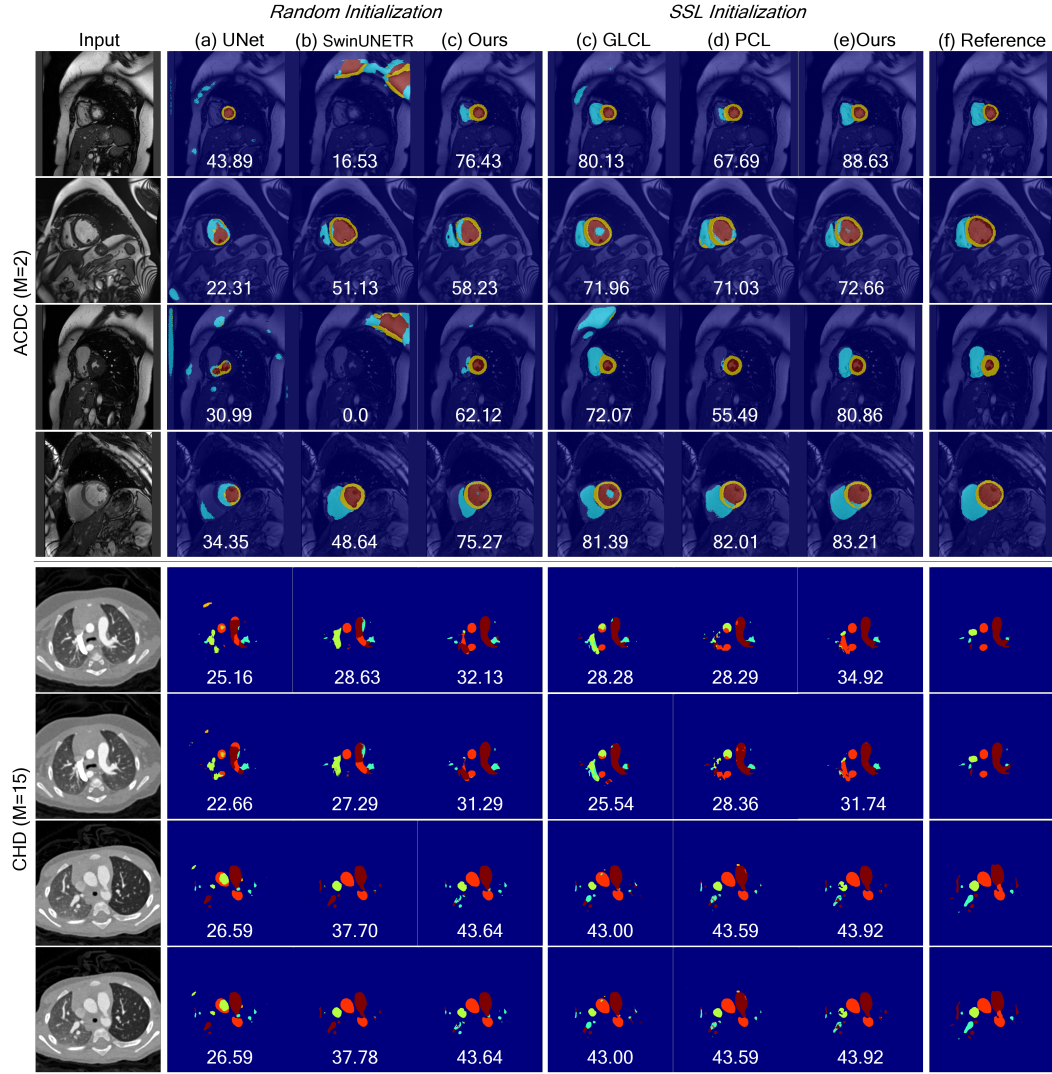 Random Initialization SSL Initialization
Input (a) UNet (b) SwinUNETR (c) Ours (c) GLCL (d) PCL (e)Ours (f) Reference
ACDC (M=2)
43.89 16.53 76.43 80.13 67.69 88.63
22.31 51.13 58.23 71.96 71.03 72.66
30.99 0.0 62.12 72.07 55.49 80.86
34.35 48.64 75.27 81.39 82.01 83.21
CHD (M=15)
25.16 28.63 32.13 28.28 28.29 34.92
22.66 27.29 31.29 25.54 28.36 31.74
26.59 37.70 43.64 43.00 43.59 43.92
26.59 37.78 43.64 43.00 43.59 43.92